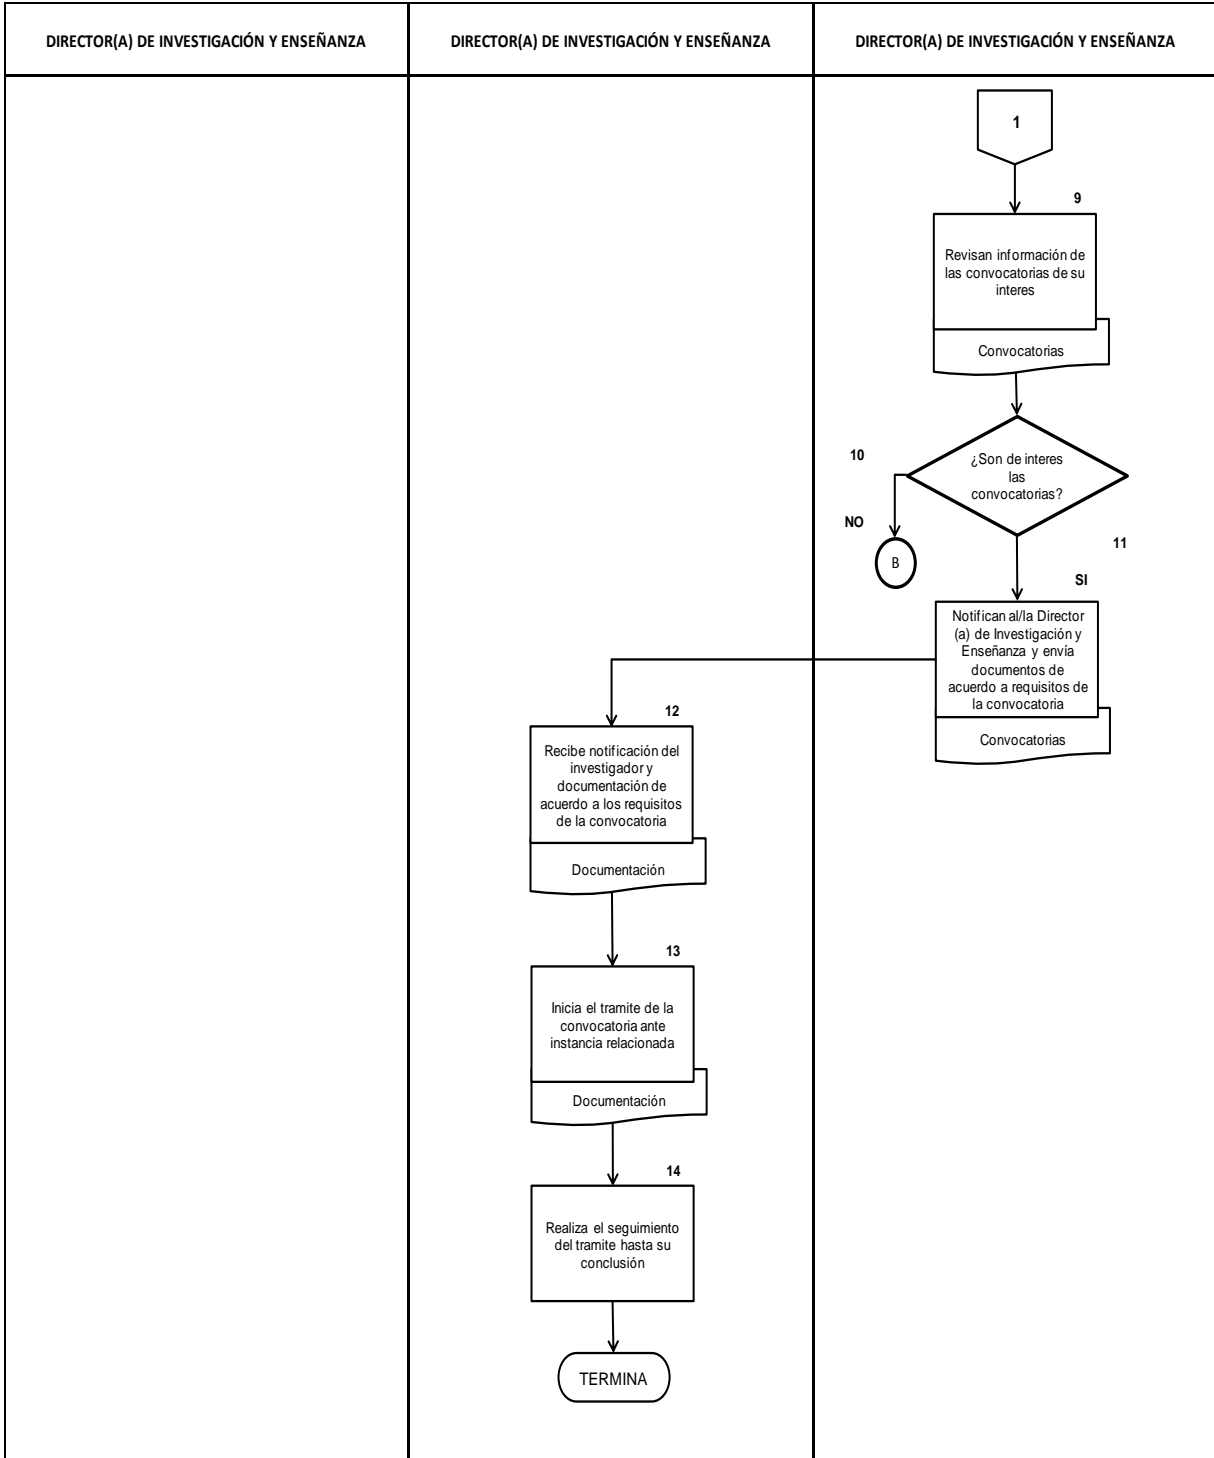 DIRECTOR(A) DE INVESTIGACIÓN Y ENSEÑANZA
DIRECTOR(A) DE INVESTIGACIÓN Y ENSEÑANZA
DIRECTOR(A) DE INVESTIGACIÓN Y ENSEÑANZA
1
9
Revisan información de
las convocatorias de su
interes
Convocatorias
10
¿Son de interes
las
convocatorias?
NO
B
11
SI
Notifican al/la Director
(a) de Investigación y
Enseñanza y envía
documentos de
acuerdo a requisitos de
la convocatoria
Convocatorias
12
Recibe notificación del
investigador y
documentación de
acuerdo a los requisitos
de la convocatoria
Documentación
13
Inicia el tramite de la
convocatoria ante
instancia relacionada
Documentación
14
Realiza el seguimiento
del tramite hasta su
conclusión
TERMINA